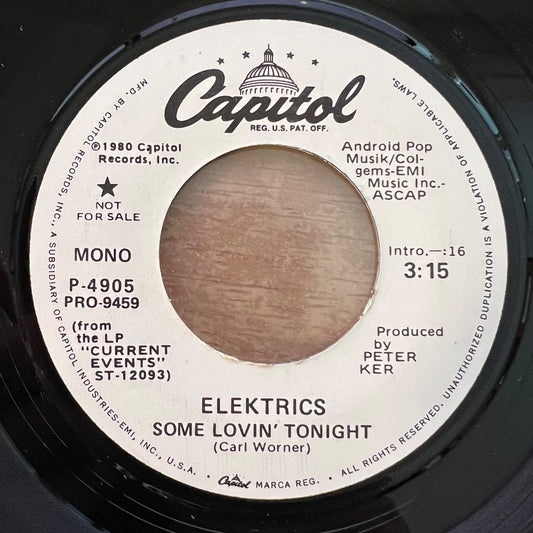 Capitol
REG. U.S. PAT. OFF.
℗1980 Capitol
Records, Inc.
★
NOT
FOR SALE
MONO
P-4905
PRO-9459
(from
the LP
"CURRENT
EVENTS"
ST-12093)
Android Pop
Musik/Col-
gems-EMI
Music Inc.-
ASCAP
Intro.—:16
3:15
Produced
by
PETER
KER
ELEKTRICS
SOME LOVIN' TONIGHT
(Carl Worner)
MFD. BY CAPITOL RECORDS, INC., A SUBSIDIARY OF CAPITOL INDUSTRIES-EMI, INC., U.S.A. • Capitol MARCA REG. • ALL RIGHTS RESERVED. UNAUTHORIZED DUPLICATION IS A VIOLATION OF APPLICABLE LAWS.